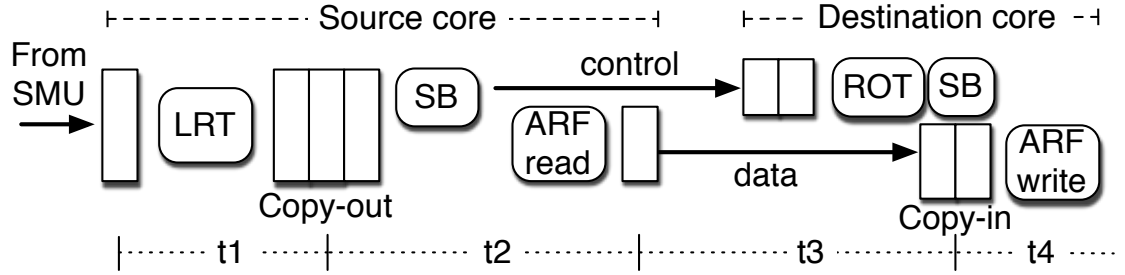 Source core
Destination core
From
SMU
LRT
Copy-out
SB
control
ARF
read
data
ROT
SB
Copy-in
ARF
write
t1
t2
t3
t4